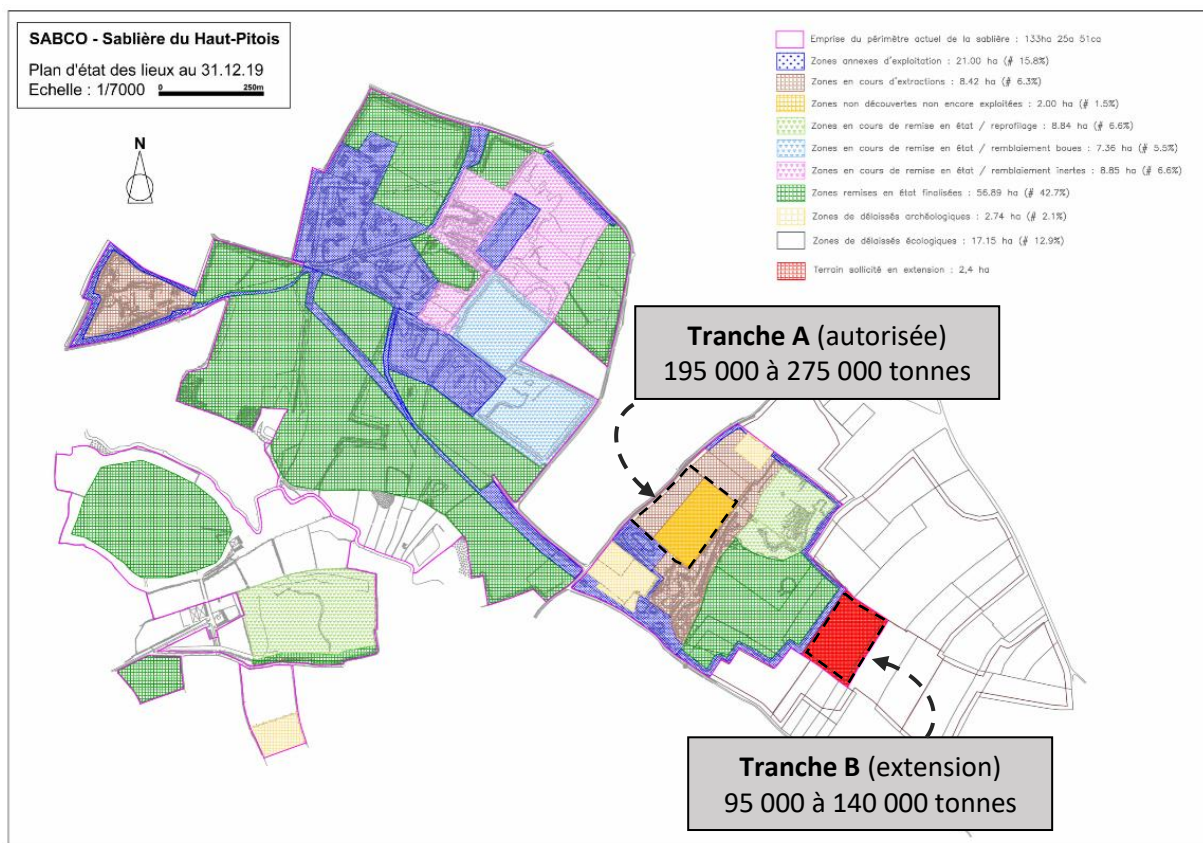 SABCO - Sablière du Haut-Pitois
Plan d'état des lieux au 31.12.19
Echelle : 1/7000 0 250m
N
Emprise du périmètre actuel de la sablière : 133ha 25a 51ca
Zones annexes d'exploitation : 21.00 ha (# 15.8%)
Zones en cours d'extractions : 8.42 ha (# 6.3%)
Zones non découvertes non encore exploitées : 2.00 ha (# 1.5%)
Zones en cours de remise en état / reprofilage : 8.84 ha (# 6.6%)
Zones en cours de remise en état / remblaiement boues : 7.36 ha (# 5.5%)
Zones en cours de remise en état / remblaiement inertes : 8.85 ha (# 6.6%)
Zones remises en état finalisées : 56.89 ha (# 42.7%)
Zones de délaissés archéologiques : 2.74 ha (# 2.1%)
Zones de délaissés écologiques : 17.15 ha (# 12.9%)
Terrain sollicité en extension : 2,4 ha
Tranche A (autorisée)
195 000 à 275 000 tonnes
Tranche B (extension)
95 000 à 140 000 tonnes